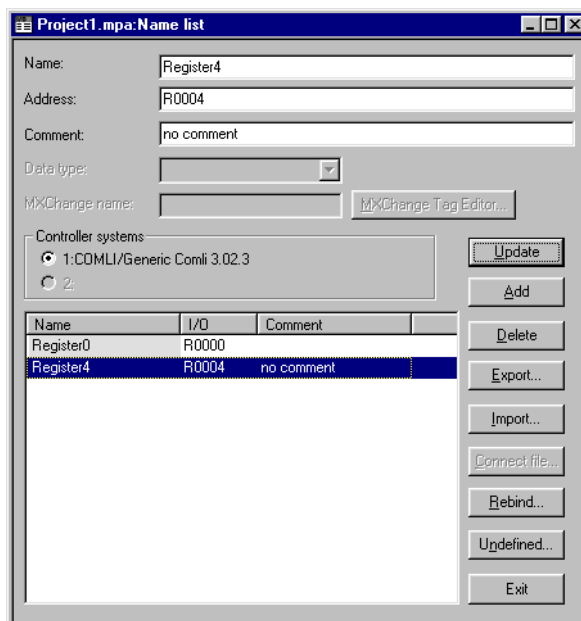 Project1.mpa:Name list
Name:
Register4
Address:
R0004
Comment:
no comment
Data type:
MXChange name:
MXChange Tag Editor...
Controller systems
1:COMLI/Generic Comli 3.02.3
2:
Update
Add
Delete
Export...
Import...
Connect file...
Rebind...
Undefined...
Exit
Name I/O Comment
Register0 R0000
Register4 R0004 no comment